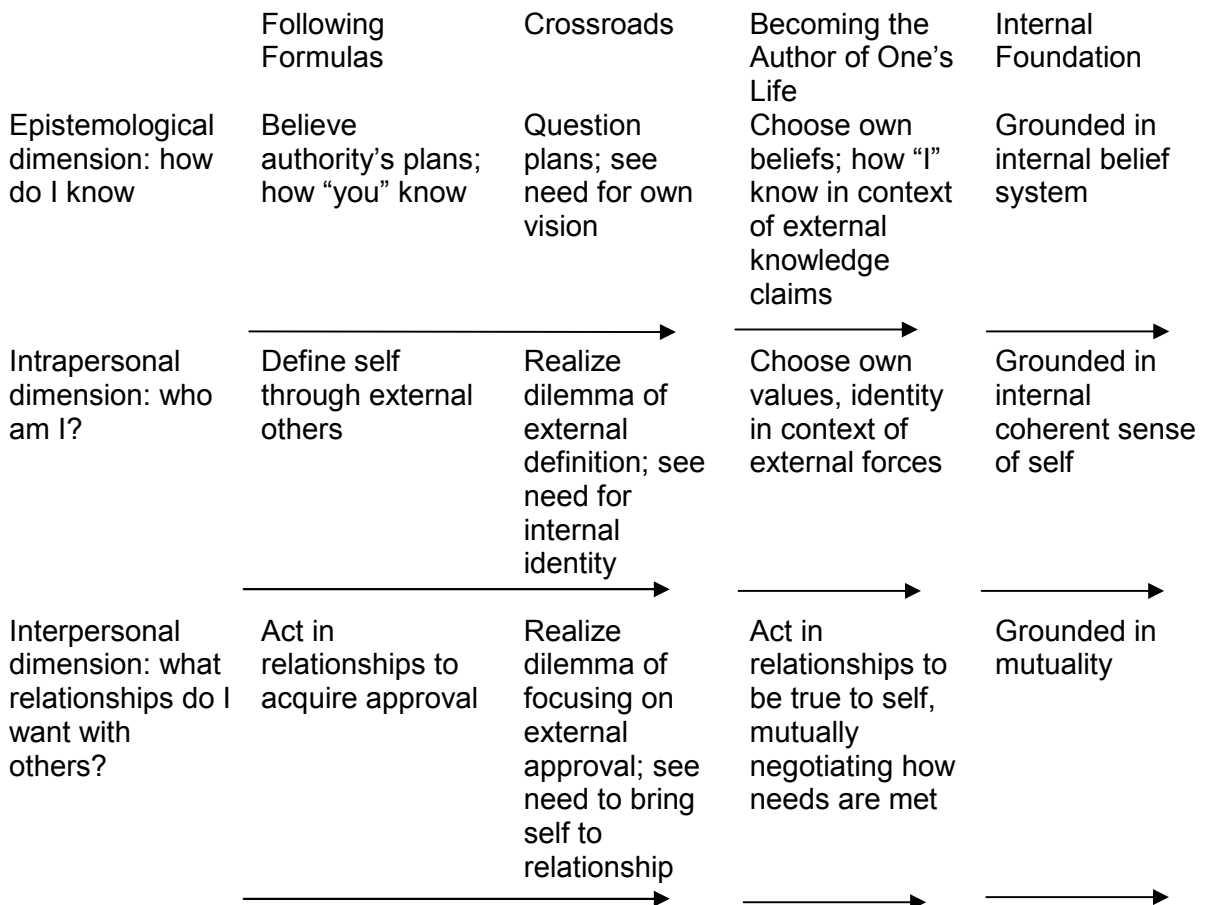 Following
Formulas
Crossroads
Becoming the
Author of One’s
Life
Internal
Foundation
Epistemological
dimension: how
do I know
Believe
authority’s plans;
how “you” know
Question
plans; see
need for own
vision
Choose own
beliefs; how “I”
know in context
of external
knowledge
claims
Grounded in
internal belief
system
Intrapersonal
dimension: who
am I?
Define self
through external
others
Realize
dilemma of
external
definition; see
need for
internal
identity
Choose own
values, identity
in context of
external forces
Grounded in
internal
coherent sense
of self
Interpersonal
dimension: what
relationships do I
want with
others?
Act in
relationships to
acquire approval
Realize
dilemma of
focusing on
external
approval; see
need to bring
self to
relationship
Act in
relationships to
be true to self,
mutually
negotiating how
needs are met
Grounded in
mutuality